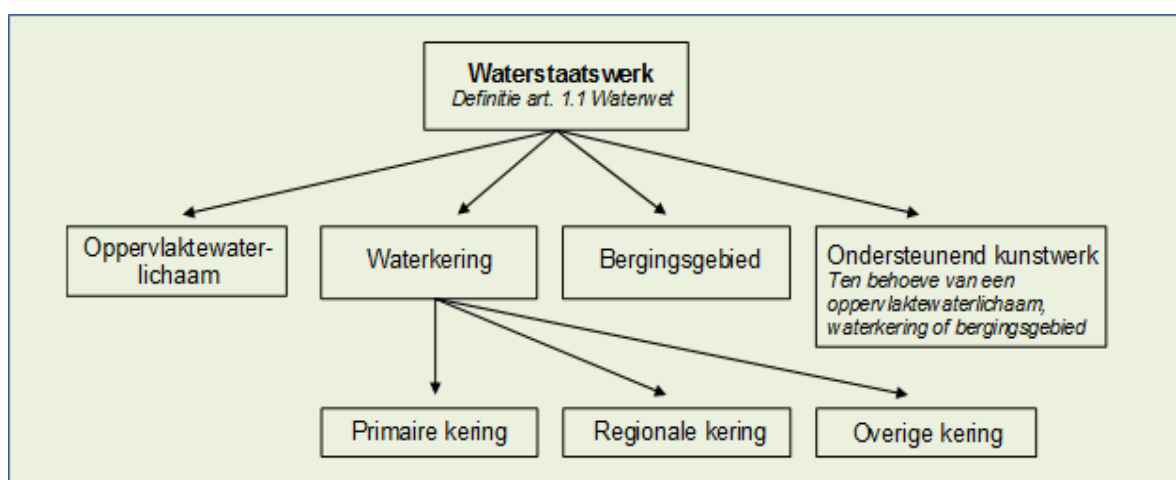 Waterstaatswerk
Definitie art. 1.1 Waterwet
Oppervlaktewater-
lichaam
Waterkering
Bergingsgebied
Ondersteunend kunstwerk
Ten behoeve van een
oppervlaktewaterlichaam,
waterkering of bergingsgebied
Primaire kering
Regionale kering
Overige kering